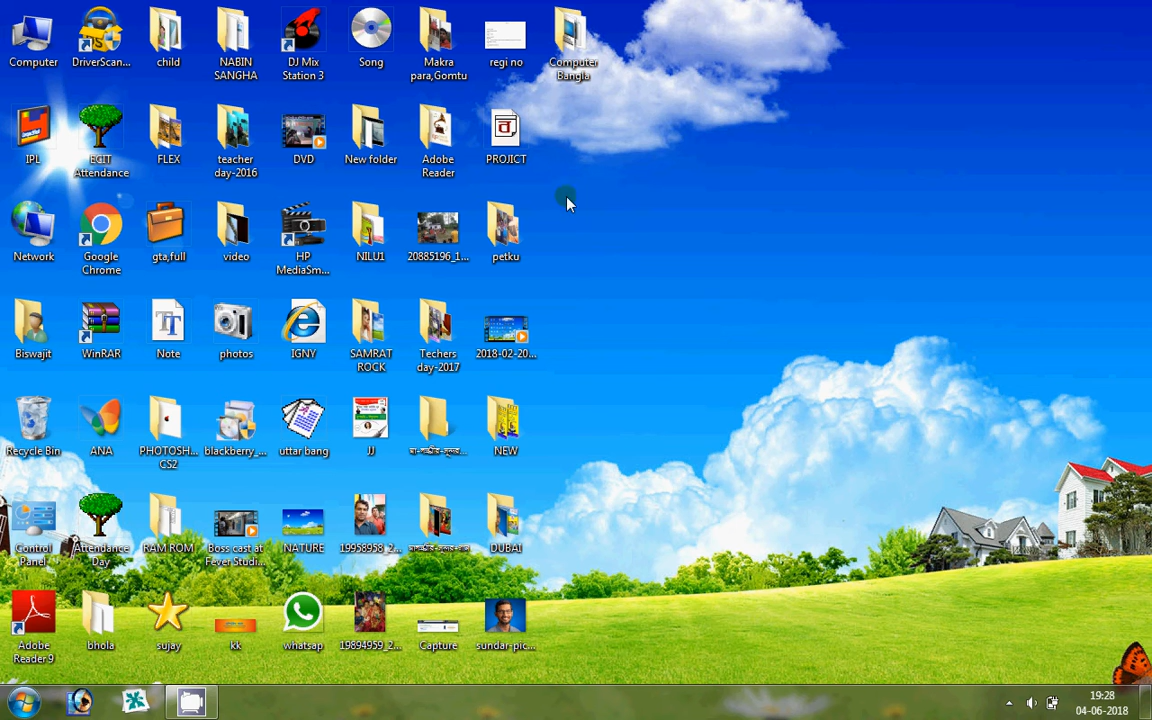 Computer
DriverScan...
child
NABIN
SANGHA
DJ Mix
Station 3
Song
Makra
para,Gomtu
regi no
Computer
Bangla
IPL
ECIT
Attendance
FLEX
teacher
day-2016
DVD
New folder
Adobe
Reader
PROJICT
Network
Google
Chrome
gta,full
video
HP
MediaSm...
NILU1
20885196_1...
petku
Biswajit
WinRAR
Note
photos
IGNY
SAMRAT
ROCK
Techers
day-2017
2018-02-20...
Recycle Bin
ANA
PHOTOSH...
CS2
blackberry_...
uttar bang
JJ
NEW
Control
Panel
Attendance
Day
RAM ROM
Boss cast at
Fever Studi...
NATURE
19958958_2...
DUBAI
Adobe
Reader 9
bhola
sujay
kk
whatsap
19894959_2...
Capture
sundar-pic...
19:28
04-06-2018